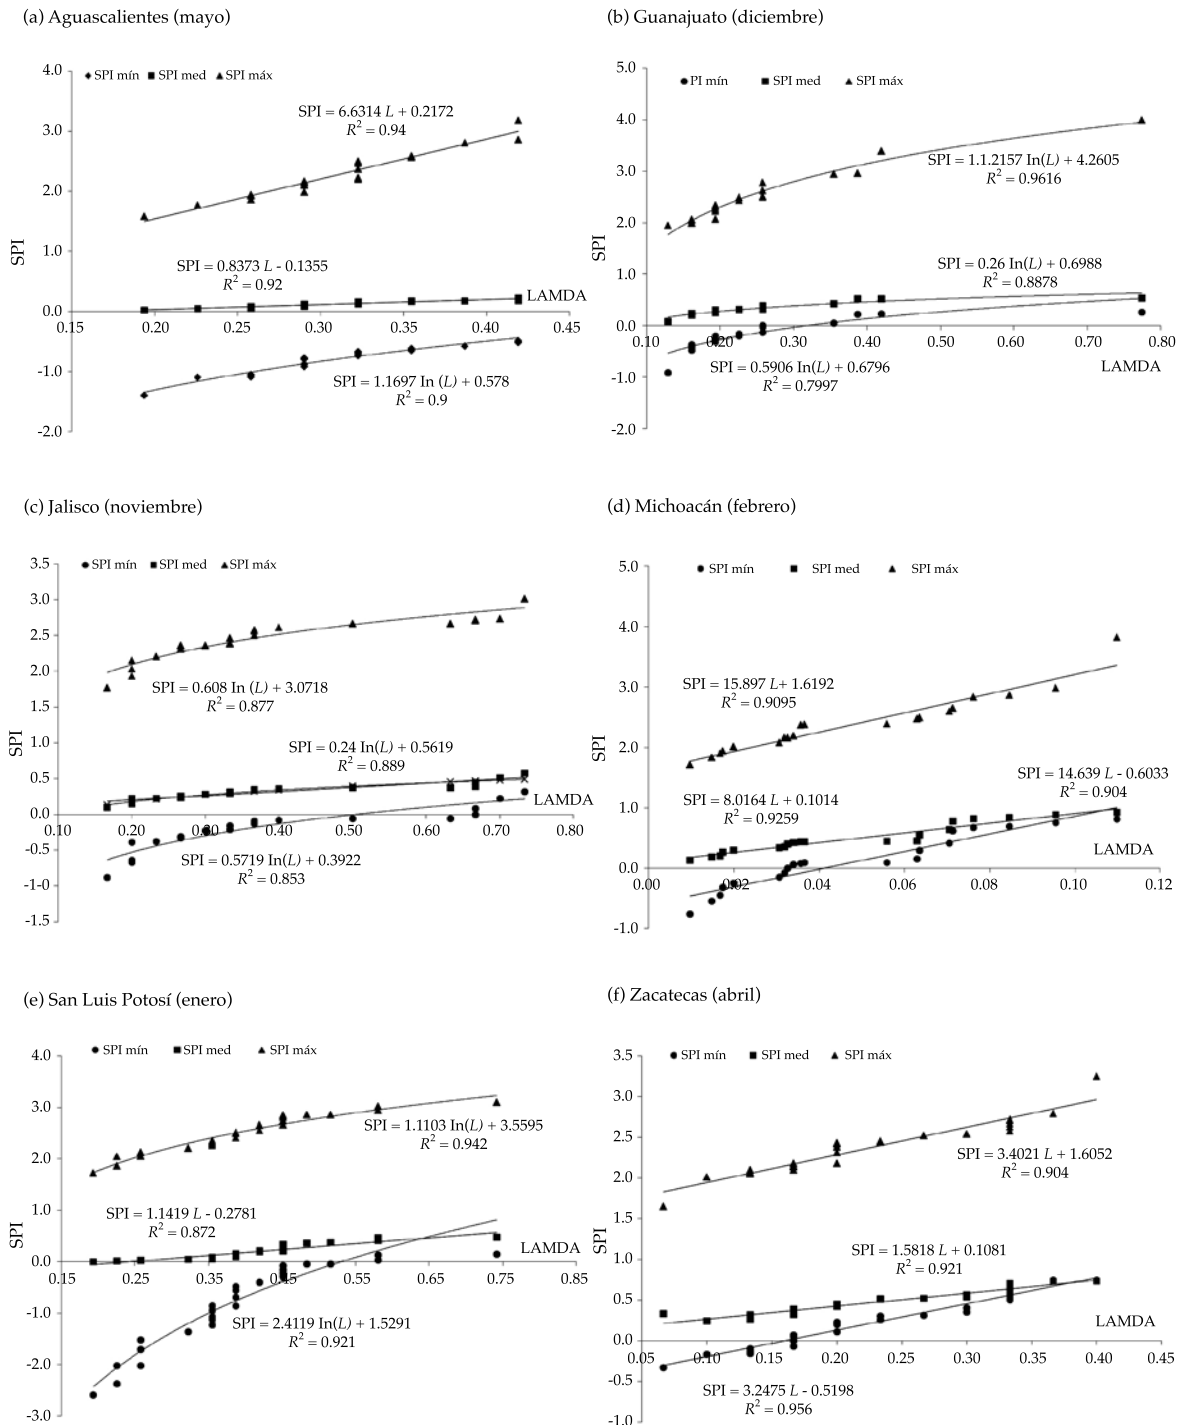 (a) Aguascalientes (mayo)
4.0
3.0
2.0
1.0
0.0
-1.0
-2.0
SPI
SPI mín SPI med SPI máx
SPI = 6.6314 L + 0.2172
R² = 0.94
SPI = 0.8373 L - 0.1355
R² = 0.92
LAMDA
0.15 0.20 0.25 0.30 0.35 0.40 0.45
SPI = 1.1697 In (L) + 0.578
R² = 0.9
(b) Guanajuato (diciembre)
5.0
4.0
3.0
2.0
1.0
0.0
-1.0
-2.0
SPI
PI mín SPI med SPI máx
SPI = 1.1.2157 In(L) + 4.2605
R² = 0.9616
SPI = 0.26 In(L) + 0.6988
R² = 0.8878
0.10 0.20 0.30 0.40 0.50 0.60 0.70 0.80
LAMDA
SPI = 0.5906 In(L) + 0.6796
R² = 0.7997
(c) Jalisco (noviembre)
3.5
3.0
2.5
2.0
1.5
1.0
0.5
0.0
-0.5
-1.0
-1.5
SPI
SPI mín SPI med SPI máx
SPI = 0.608 In (L) + 3.0718
R² = 0.877
SPI = 0.24 In(L) + 0.5619
R² = 0.889
LAMDA
0.10 0.20 0.30 0.40 0.50 0.60 0.70 0.80
SPI = 0.5719 In(L) + 0.3922
R² = 0.853
(d) Michoacán (febrero)
5.0
4.0
3.0
2.0
1.0
0.0
-1.0
SPI
SPI mín SPI med SPI máx
SPI = 15.897 L+ 1.6192
R² = 0.9095
SPI = 14.639 L - 0.6033
R² = 0.904
SPI = 8.0164 L + 0.1014
R² = 0.9259
LAMDA
0.00 0.02 0.04 0.06 0.08 0.10 0.12
(e) San Luis Potosí (enero)
4.0
3.0
2.0
1.0
0.0
-1.0
-2.0
-3.0
SPI
SPI mín SPI med SPI máx
SPI = 1.1103 In(L) + 3.5595
R² = 0.942
SPI = 1.1419 L - 0.2781
R² = 0.872
LAMDA
0.15 0.25 0.35 0.45 0.55 0.65 0.75 0.85
SPI = 2.4119 In(L) + 1.5291
R² = 0.921
(f) Zacatecas (abril)
3.5
3.0
2.5
2.0
1.5
1.0
0.5
0.0
-0.5
-1.0
SPI
SPI mín SPI med SPI máx
SPI = 3.4021 L + 1.6052
R² = 0.904
SPI = 1.5818 L + 0.1081
R² = 0.921
LAMDA
0.05 0.10 0.15 0.20 0.25 0.30 0.35 0.40 0.45
SPI = 3.2475 L - 0.5198
R² = 0.956